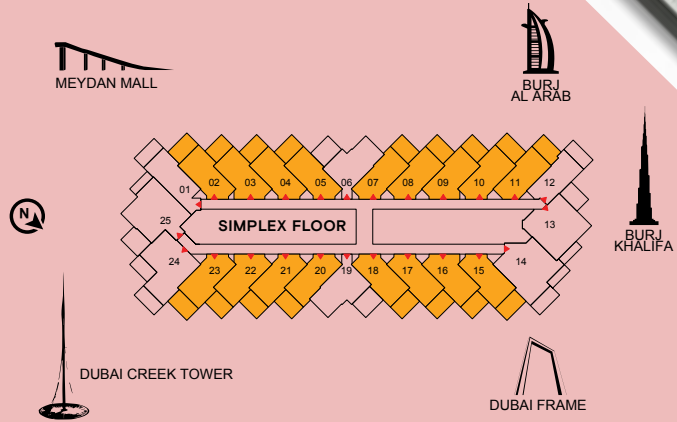 MEYDAN MALL
BURJ
AL ARAB
01 02 03 04 05 06 07 08 09 10 11 12
N
25 SIMPLEX FLOOR 13
BURJ
KHALIFA
24 23 22 21 20 19 18 17 16 15 14
DUBAI CREEK TOWER
DUBAI FRAME